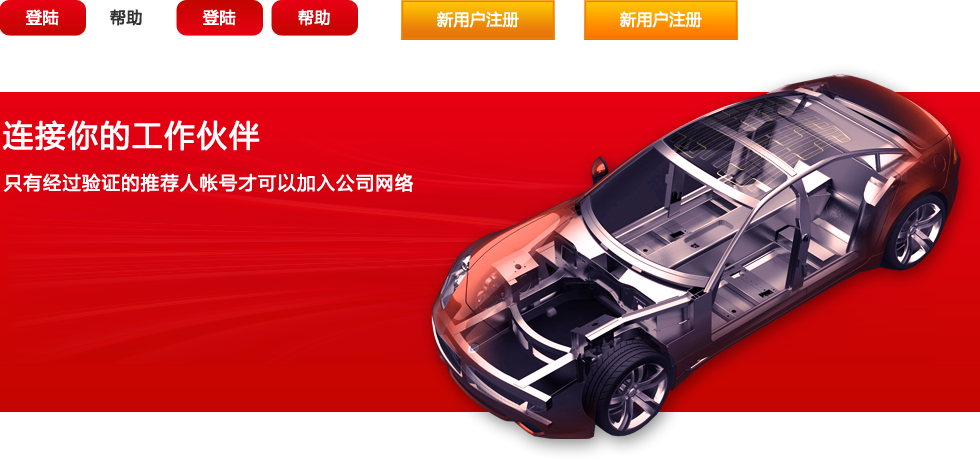 登陆 帮助 登陆 帮助 新用户注册 新用户注册
连接你的工作伙伴
只有经过验证的推荐人帐号才可以加入公司网络